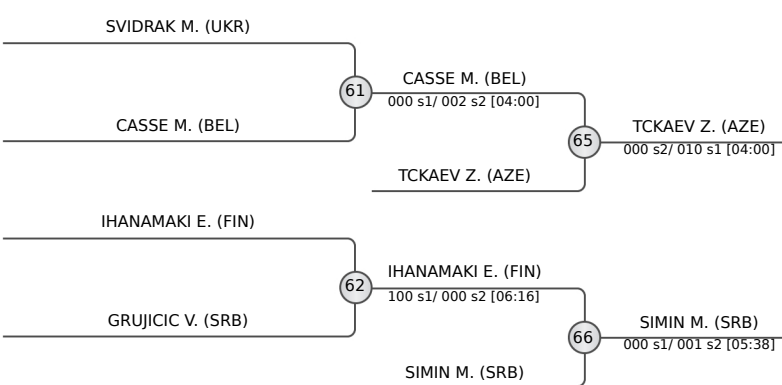 SVIDRAK M. (UKR)
61
CASSE M. (BEL)
000 s1/ 002 s2 [04:00]
CASSE M. (BEL)
65
TCKAEV Z. (AZE)
000 s2/ 010 s1 [04:00]
TCKAEV Z. (AZE)
IHANAMAKI E. (FIN)
62
IHANAMAKI E. (FIN)
100 s1/ 000 s2 [06:16]
GRUJICIC V. (SRB)
66
SIMIN M. (SRB)
000 s1/ 001 s2 [05:38]
SIMIN M. (SRB)